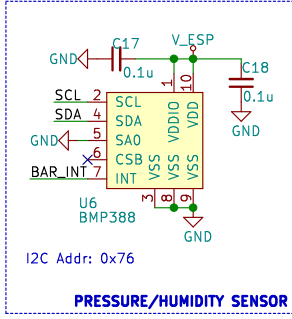 C17
V_ESP
GND
0.1u
C18
0.1u
GND
1
10
SCL
2
SCL
VDDIO
VDD
SDA
4
SDA
GND
5
SA0
6
CSB
BAR_INT
7
INT
VSS
VSS
VSS
3
8
9
U6
BMP388
GND
I2C Addr: 0x76
PRESSURE/HUMIDITY SENSOR